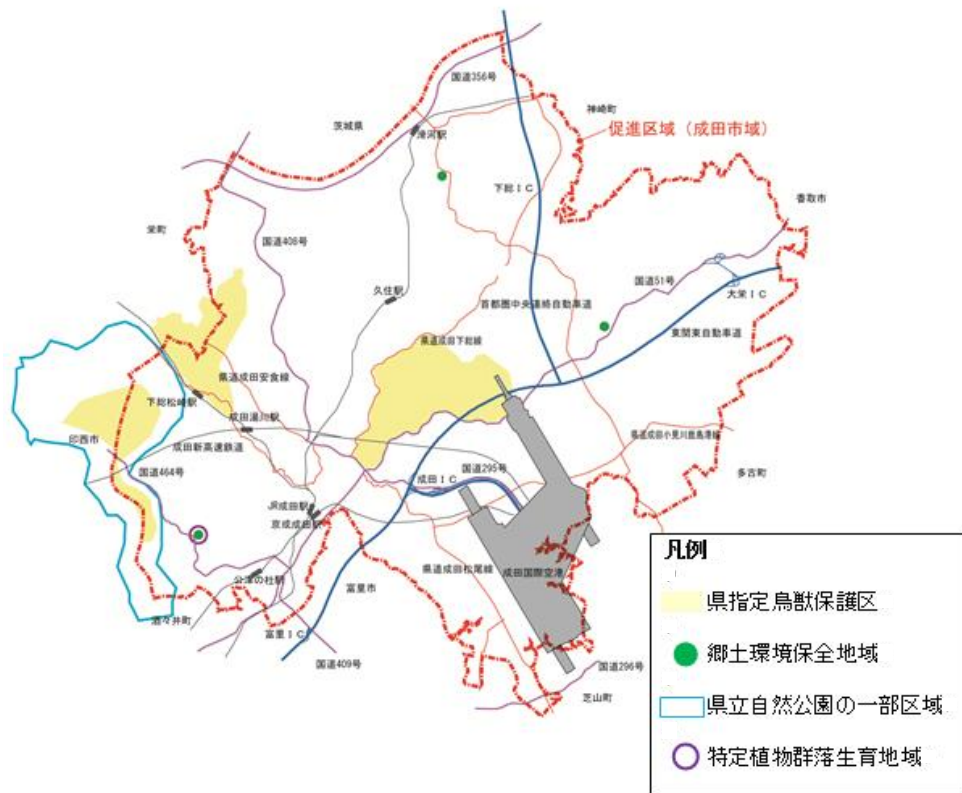 国道356号
神崎町
茨城県
滑河駅
促進区域（成田市域）
下総ＩＣ
香取市
栄町
国道408号
国道51号
久住駅
大栄ＩＣ
首都圏中央連絡自動車道
東関東自動車道
県道成田下総線
県道成田安食線
下総松崎駅
成田湯川駅
県道成田小見川鹿島港線
印西市
成田新高速鉄道
国道464号
成田ＩＣ
国道295号
多古町
JR成田駅
京成成田駅
公津の杜駅
富里市
県道成田松尾線
成田国際空港
酒々井町
富里ＩＣ
国道409号
国道296号
芝山町
凡例
県指定鳥獣保護区
郷土環境保全地域
県立自然公園の一部区域
特定植物群落生育地域